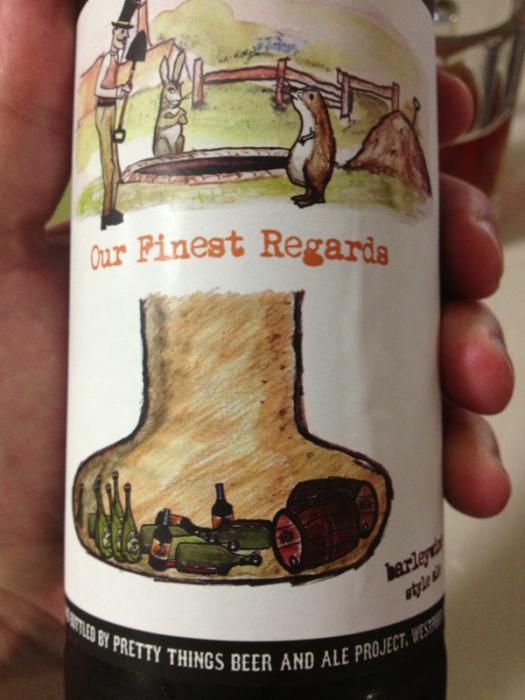 Our Finest Regards
barleywine
style ale
BOTTLED BY PRETTY THINGS BEER AND ALE PROJECT,